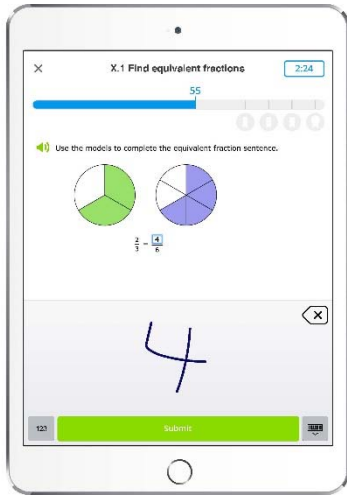 X.1 Find equivalent fractions
2:24
55
Use the models to complete the equivalent fraction sentence.
2/3 = 4/6
4
123
Submit